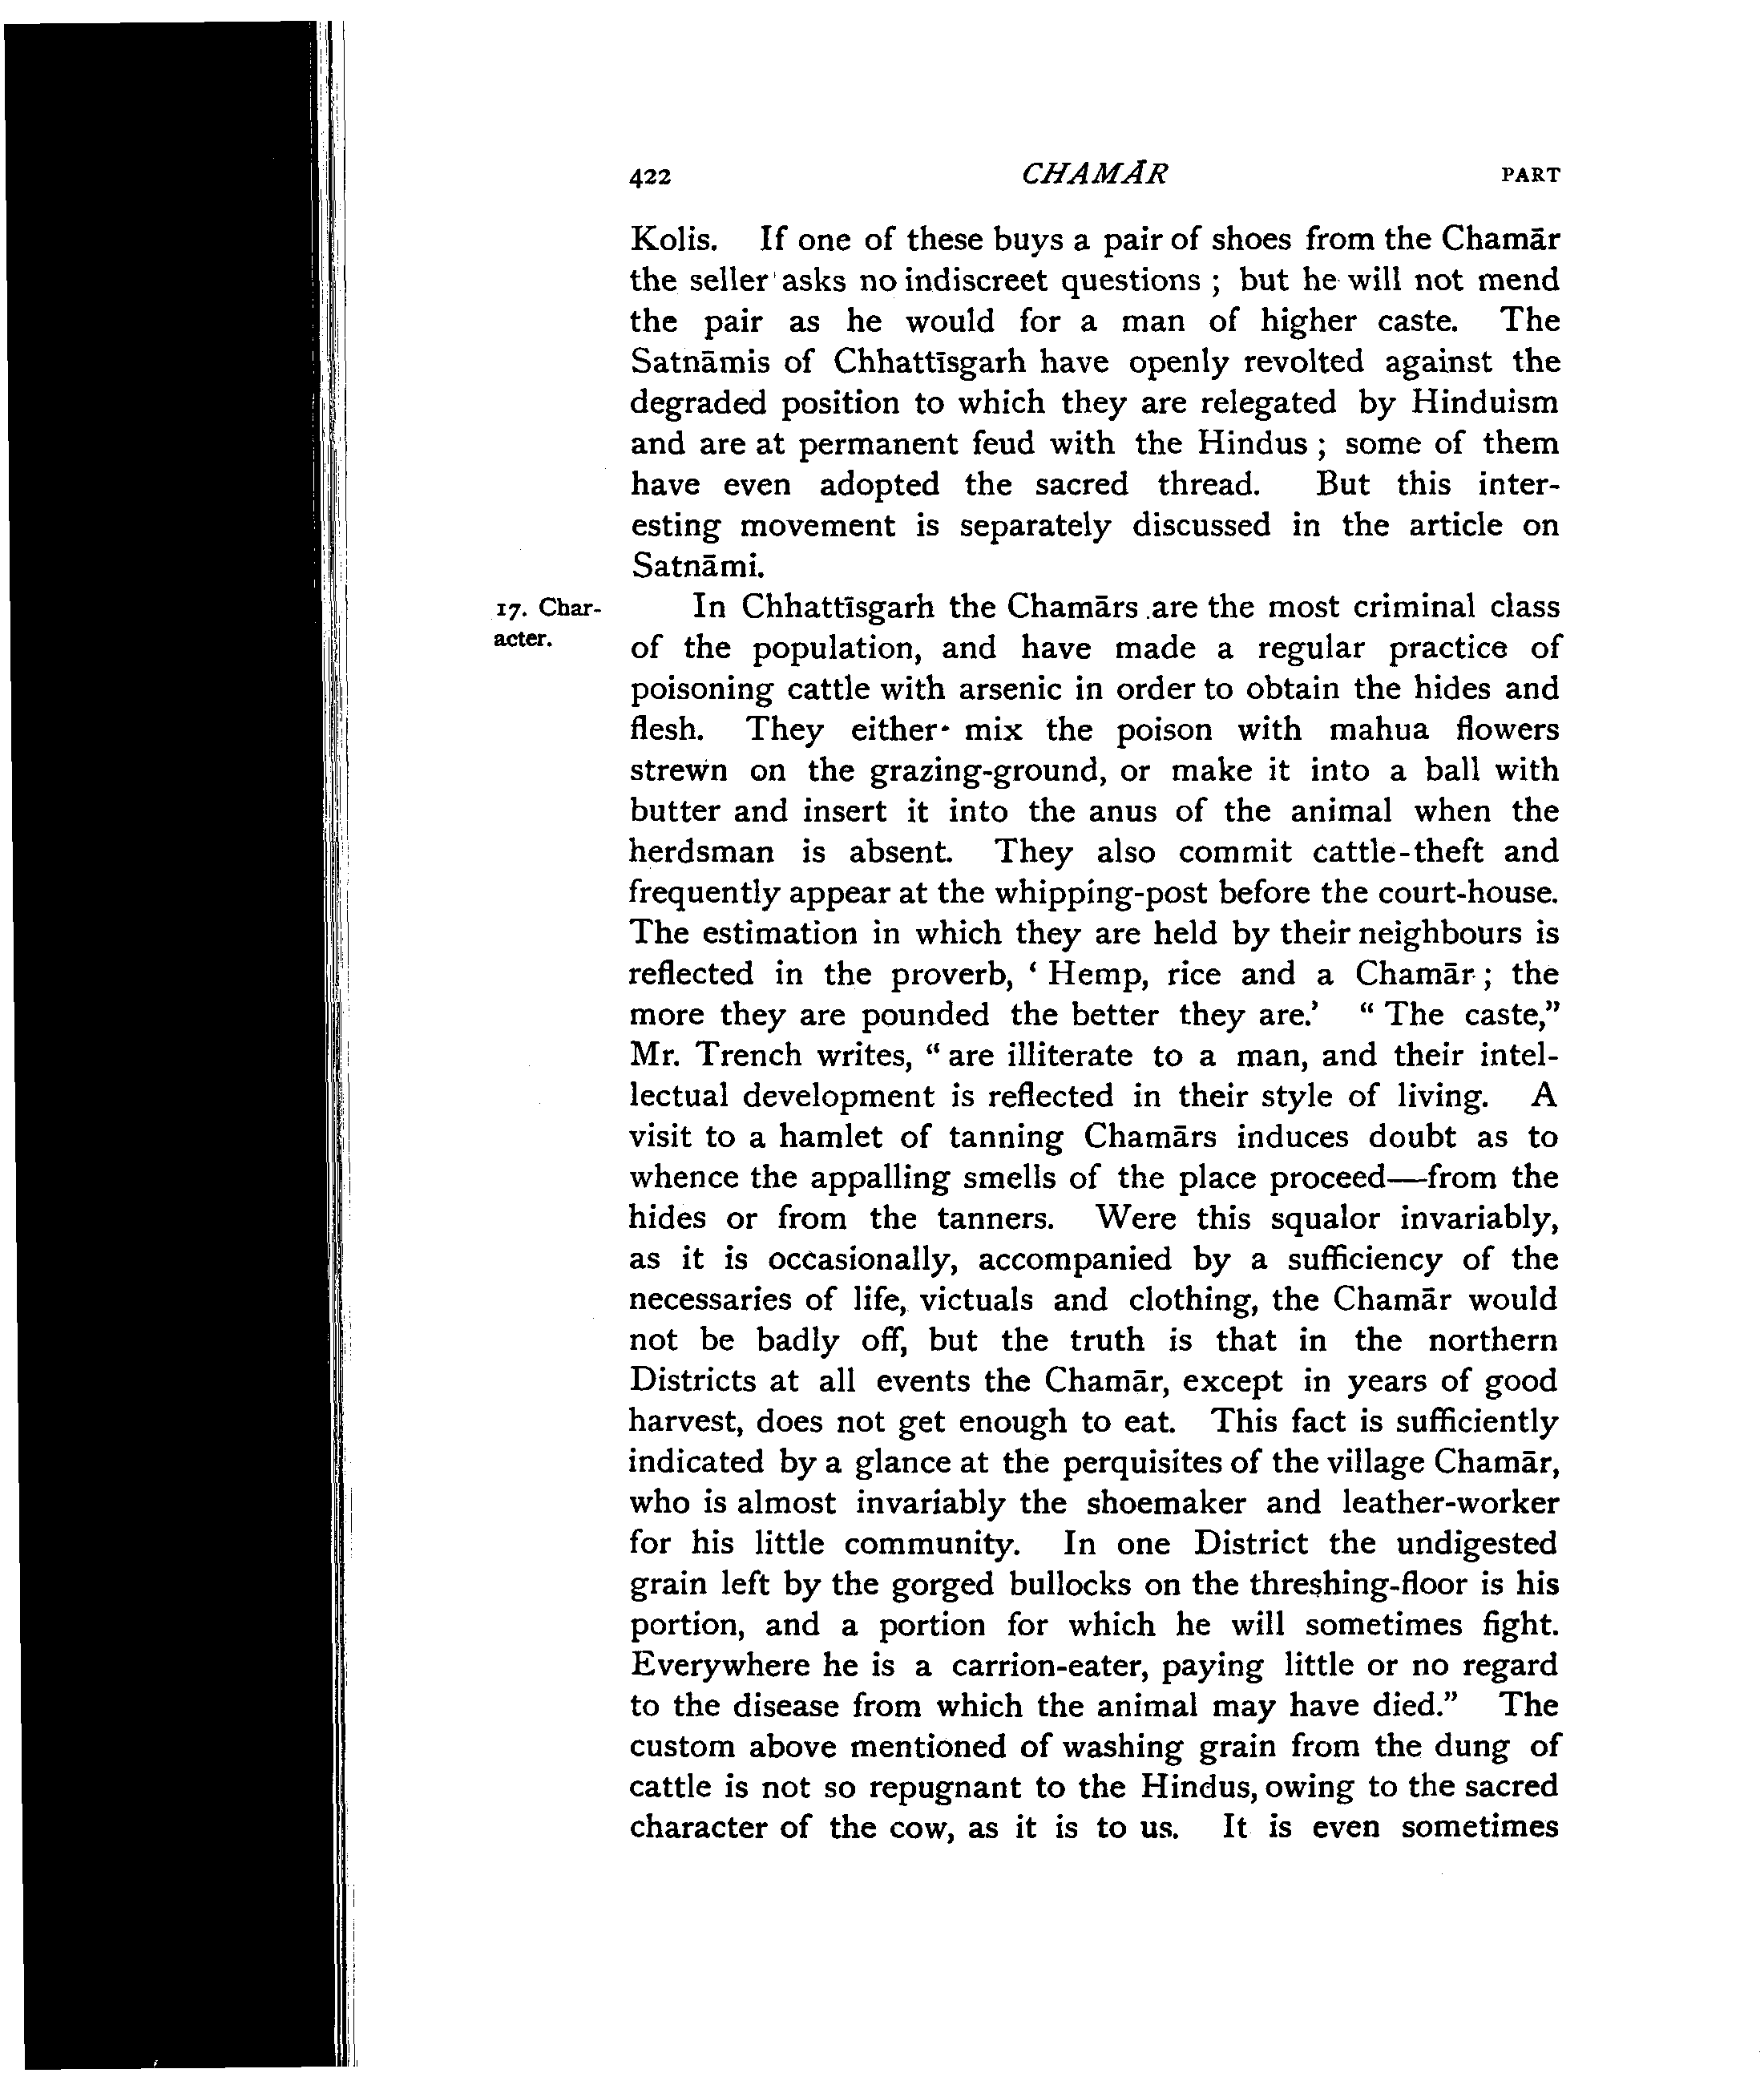 422 CHAMĀR PART
Kolis. If one of these buys a pair of shoes from the Chamār
the seller asks no indiscreet questions ; but he will not mend
the pair as he would for a man of higher caste. The
Satnāmis of Chhattīsgarh have openly revolted against the
degraded position to which they are relegated by Hinduism
and are at permanent feud with the Hindus ; some of them
have even adopted the sacred thread. But this inter-
esting movement is separately discussed in the article on
Satnāmi.
17. Char-
acter.
In Chhattīsgarh the Chamārs are the most criminal class
of the population, and have made a regular practice of
poisoning cattle with arsenic in order to obtain the hides and
flesh. They either mix the poison with mahua flowers
strewn on the grazing-ground, or make it into a ball with
butter and insert it into the anus of the animal when the
herdsman is absent. They also commit cattle-theft and
frequently appear at the whipping-post before the court-house.
The estimation in which they are held by their neighbours is
reflected in the proverb, ‘ Hemp, rice and a Chamār ; the
more they are pounded the better they are.’ “ The caste,”
Mr. Trench writes, “ are illiterate to a man, and their intel-
lectual development is reflected in their style of living. A
visit to a hamlet of tanning Chamārs induces doubt as to
whence the appalling smells of the place proceed—from the
hides or from the tanners. Were this squalor invariably,
as it is occasionally, accompanied by a sufficiency of the
necessaries of life, victuals and clothing, the Chamār would
not be badly off, but the truth is that in the northern
Districts at all events the Chamār, except in years of good
harvest, does not get enough to eat. This fact is sufficiently
indicated by a glance at the perquisites of the village Chamār,
who is almost invariably the shoemaker and leather-worker
for his little community. In one District the undigested
grain left by the gorged bullocks on the threshing-floor is his
portion, and a portion for which he will sometimes fight.
Everywhere he is a carrion-eater, paying little or no regard
to the disease from which the animal may have died.” The
custom above mentioned of washing grain from the dung of
cattle is not so repugnant to the Hindus, owing to the sacred
character of the cow, as it is to us. It is even sometimes